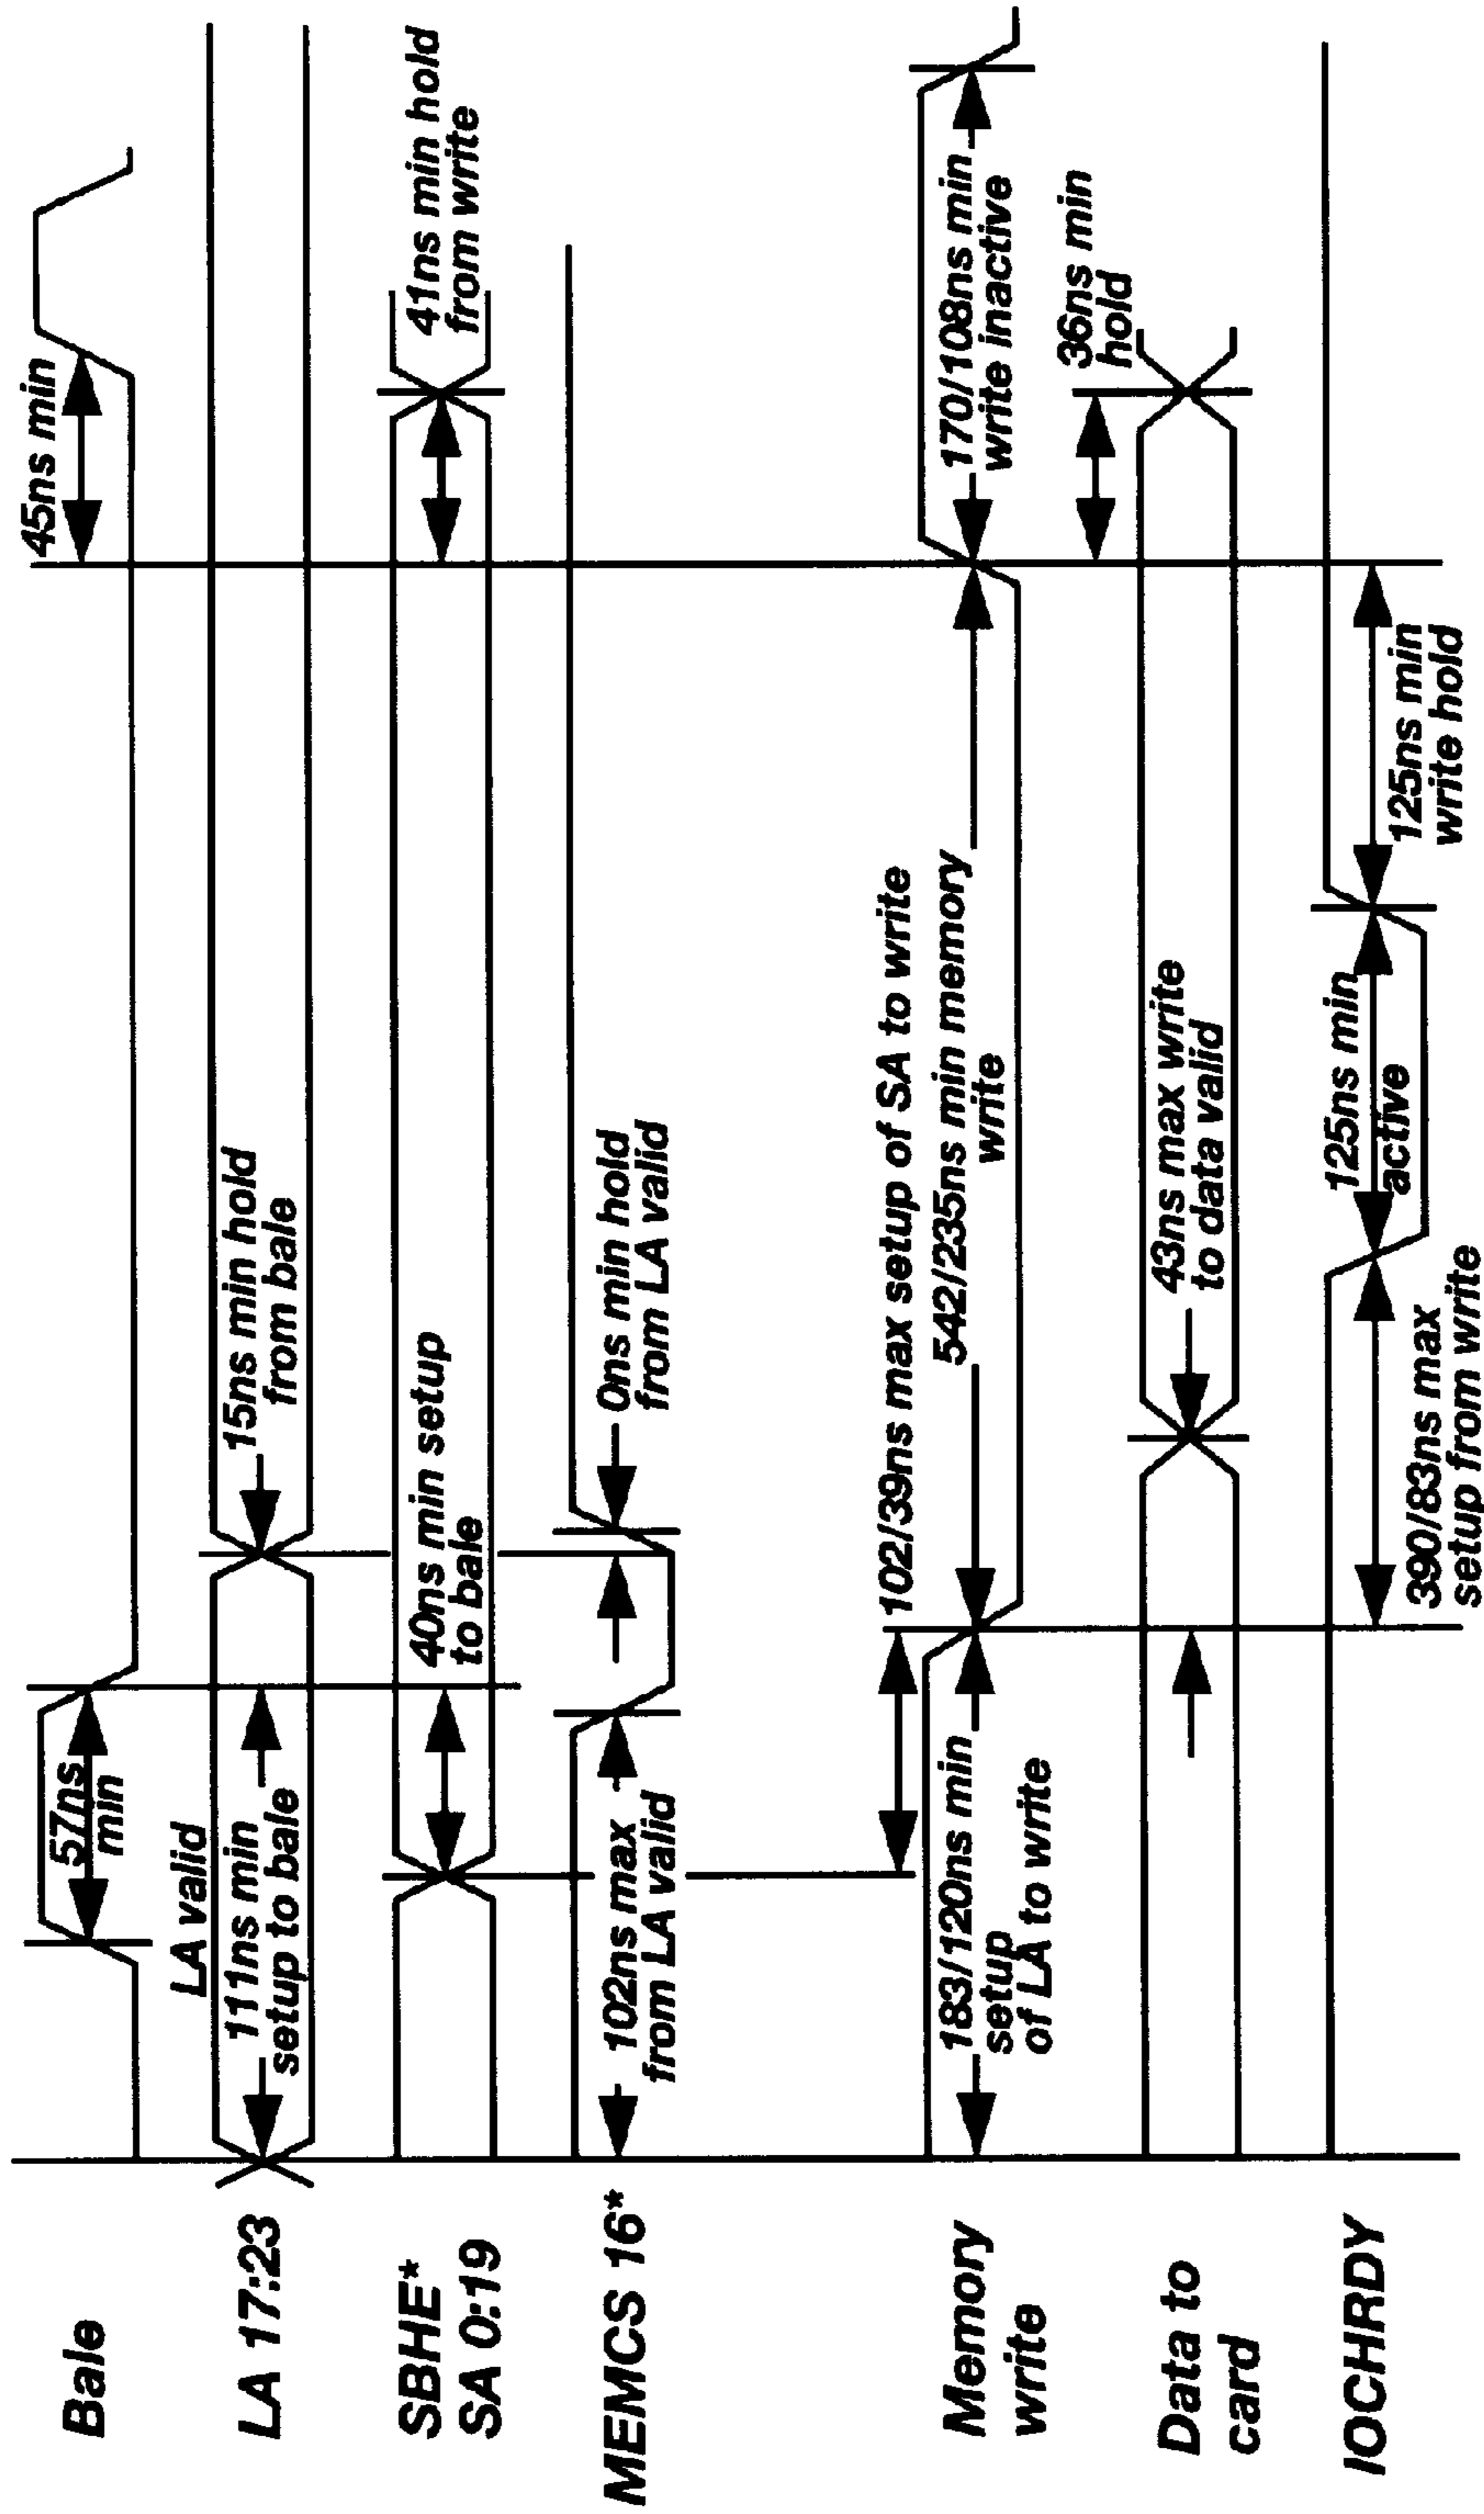 Bale
57ns
min
45ns min
LA 17:23
LA valid
111ns min
setup to bale
15ns min hold
from bale
SBHE*
SA 0:19
40ns min setup
to bale
41ns min hold
from write
MEMCS 16*
102ns max
from LA valid
0ns min hold
from LA valid
102/39ns max setup of SA to write
Memory
write
183/120ns min
setup
of LA to write
542/235ns min memory
write
170/108ns min
write inactive
Data to
card
43ns max write
to data valid
36ns min
hold
IOCHRDY
390/83ns max
setup from write
125ns min
active
125ns min
write hold